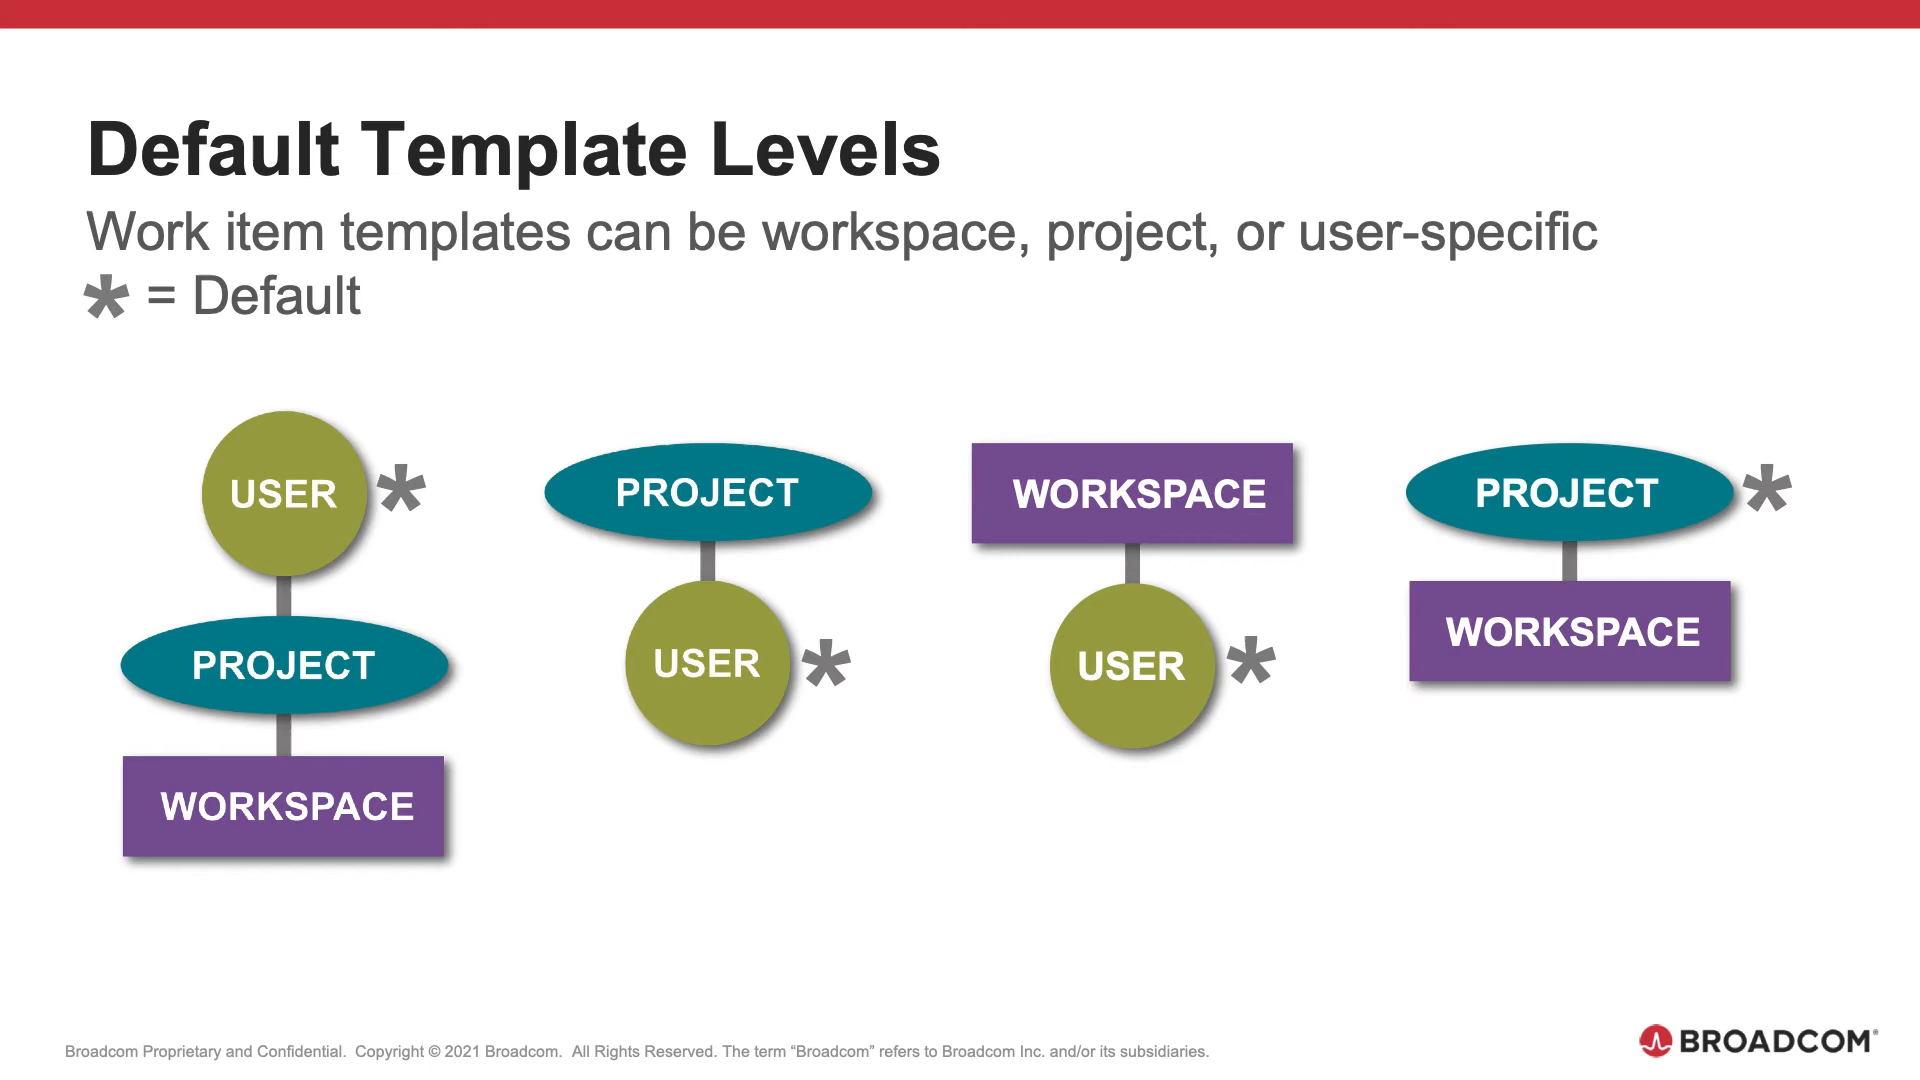 Default Template Levels
Work item templates can be workspace, project, or user-specific
* = Default
USER *
PROJECT
WORKSPACE
PROJECT
USER *
WORKSPACE
USER *
PROJECT *
WORKSPACE
Broadcom Proprietary and Confidential.  Copyright © 2021 Broadcom.  All Rights Reserved. The term “Broadcom” refers to Broadcom Inc. and/or its subsidiaries.
BROADCOM®